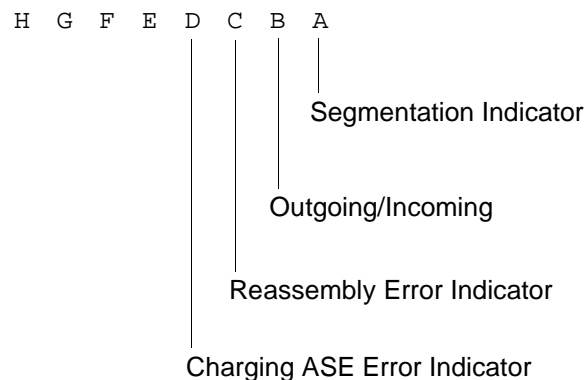 H G F E D C B A
Segmentation Indicator
Outgoing/Incoming
Reassembly Error Indicator
Charging ASE Error Indicator